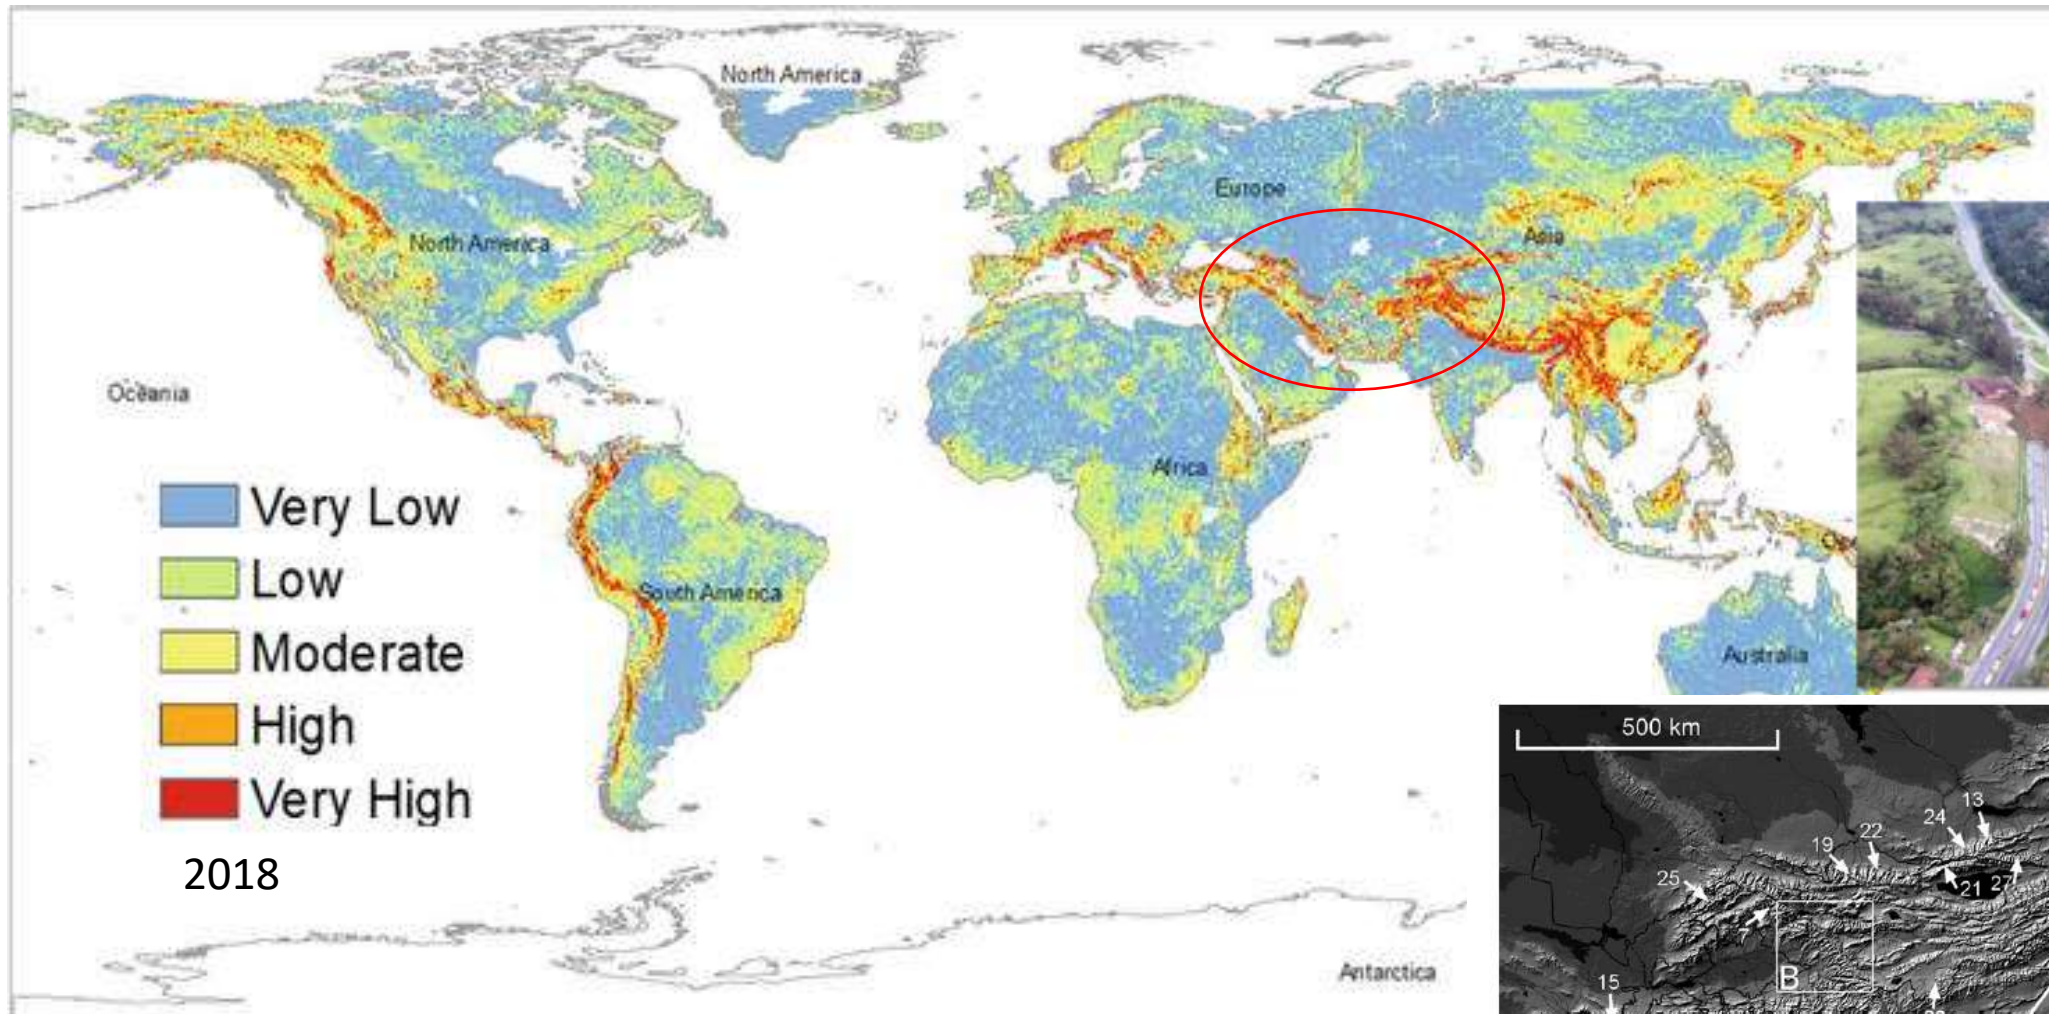 North America
Europe
Asia
North America
Oceania
Africa
South America
Australia
Antarctica
Very Low
Low
Moderate
High
Very High
2018
500 km
13
24
22
19
25
21
27
7
B
15